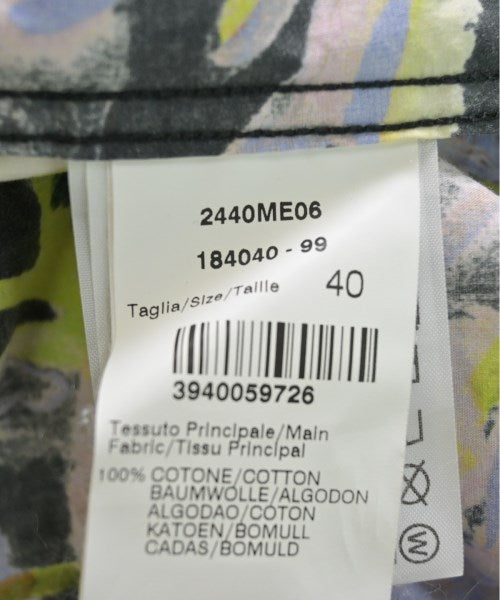 2440ME06
184040 - 99
Taglia/Size/Taille 40
3940059726
Tessuto Principale/Main
Fabric/Tissu Principal
100% COTONE/COTTON
BAUMWOLLE/ALGODON
ALGODAO/COTON
KATOEN/BOMULL
CADAS/BOMULD
W